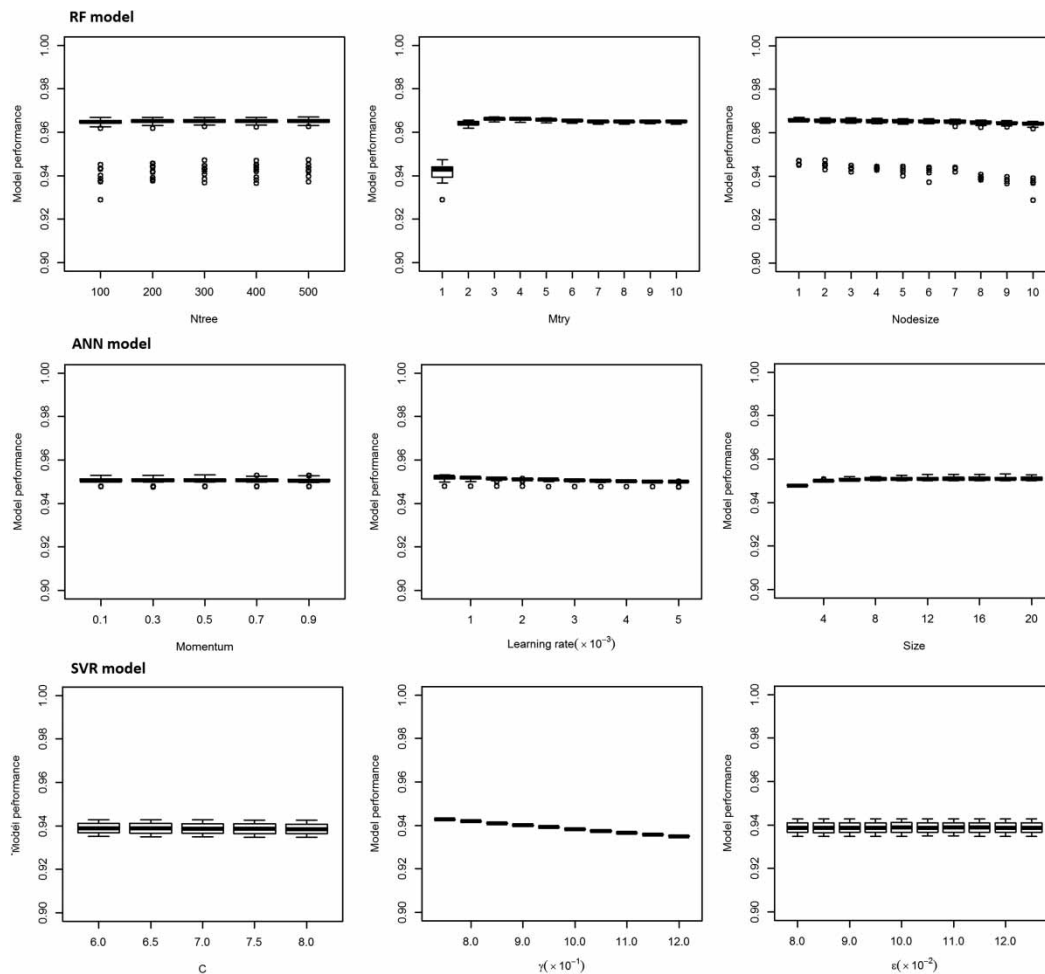 RF model
Model performance
0.90 0.92 0.94 0.96 0.98 1.00
100 200 300 400 500
Ntree
Model performance
0.90 0.92 0.94 0.96 0.98 1.00
1 2 3 4 5 6 7 8 9 10
Mtry
Model performance
0.90 0.92 0.94 0.96 0.98 1.00
1 2 3 4 5 6 7 8 9 10
Nodesize
ANN model
Model performance
0.90 0.92 0.94 0.96 0.98 1.00
0.1 0.3 0.5 0.7 0.9
Momentum
Model performance
0.90 0.92 0.94 0.96 0.98 1.00
1 2 3 4 5
Learning rate(×10⁻³)
Model performance
0.90 0.92 0.94 0.96 0.98 1.00
4 8 12 16 20
Size
SVR model
Model performance
0.90 0.92 0.94 0.96 0.98 1.00
6.0 6.5 7.0 7.5 8.0
C
Model performance
0.90 0.92 0.94 0.96 0.98 1.00
8.0 9.0 10.0 11.0 12.0
γ(×10⁻¹)
Model performance
0.90 0.92 0.94 0.96 0.98 1.00
8.0 9.0 10.0 11.0 12.0
ε(×10⁻²)